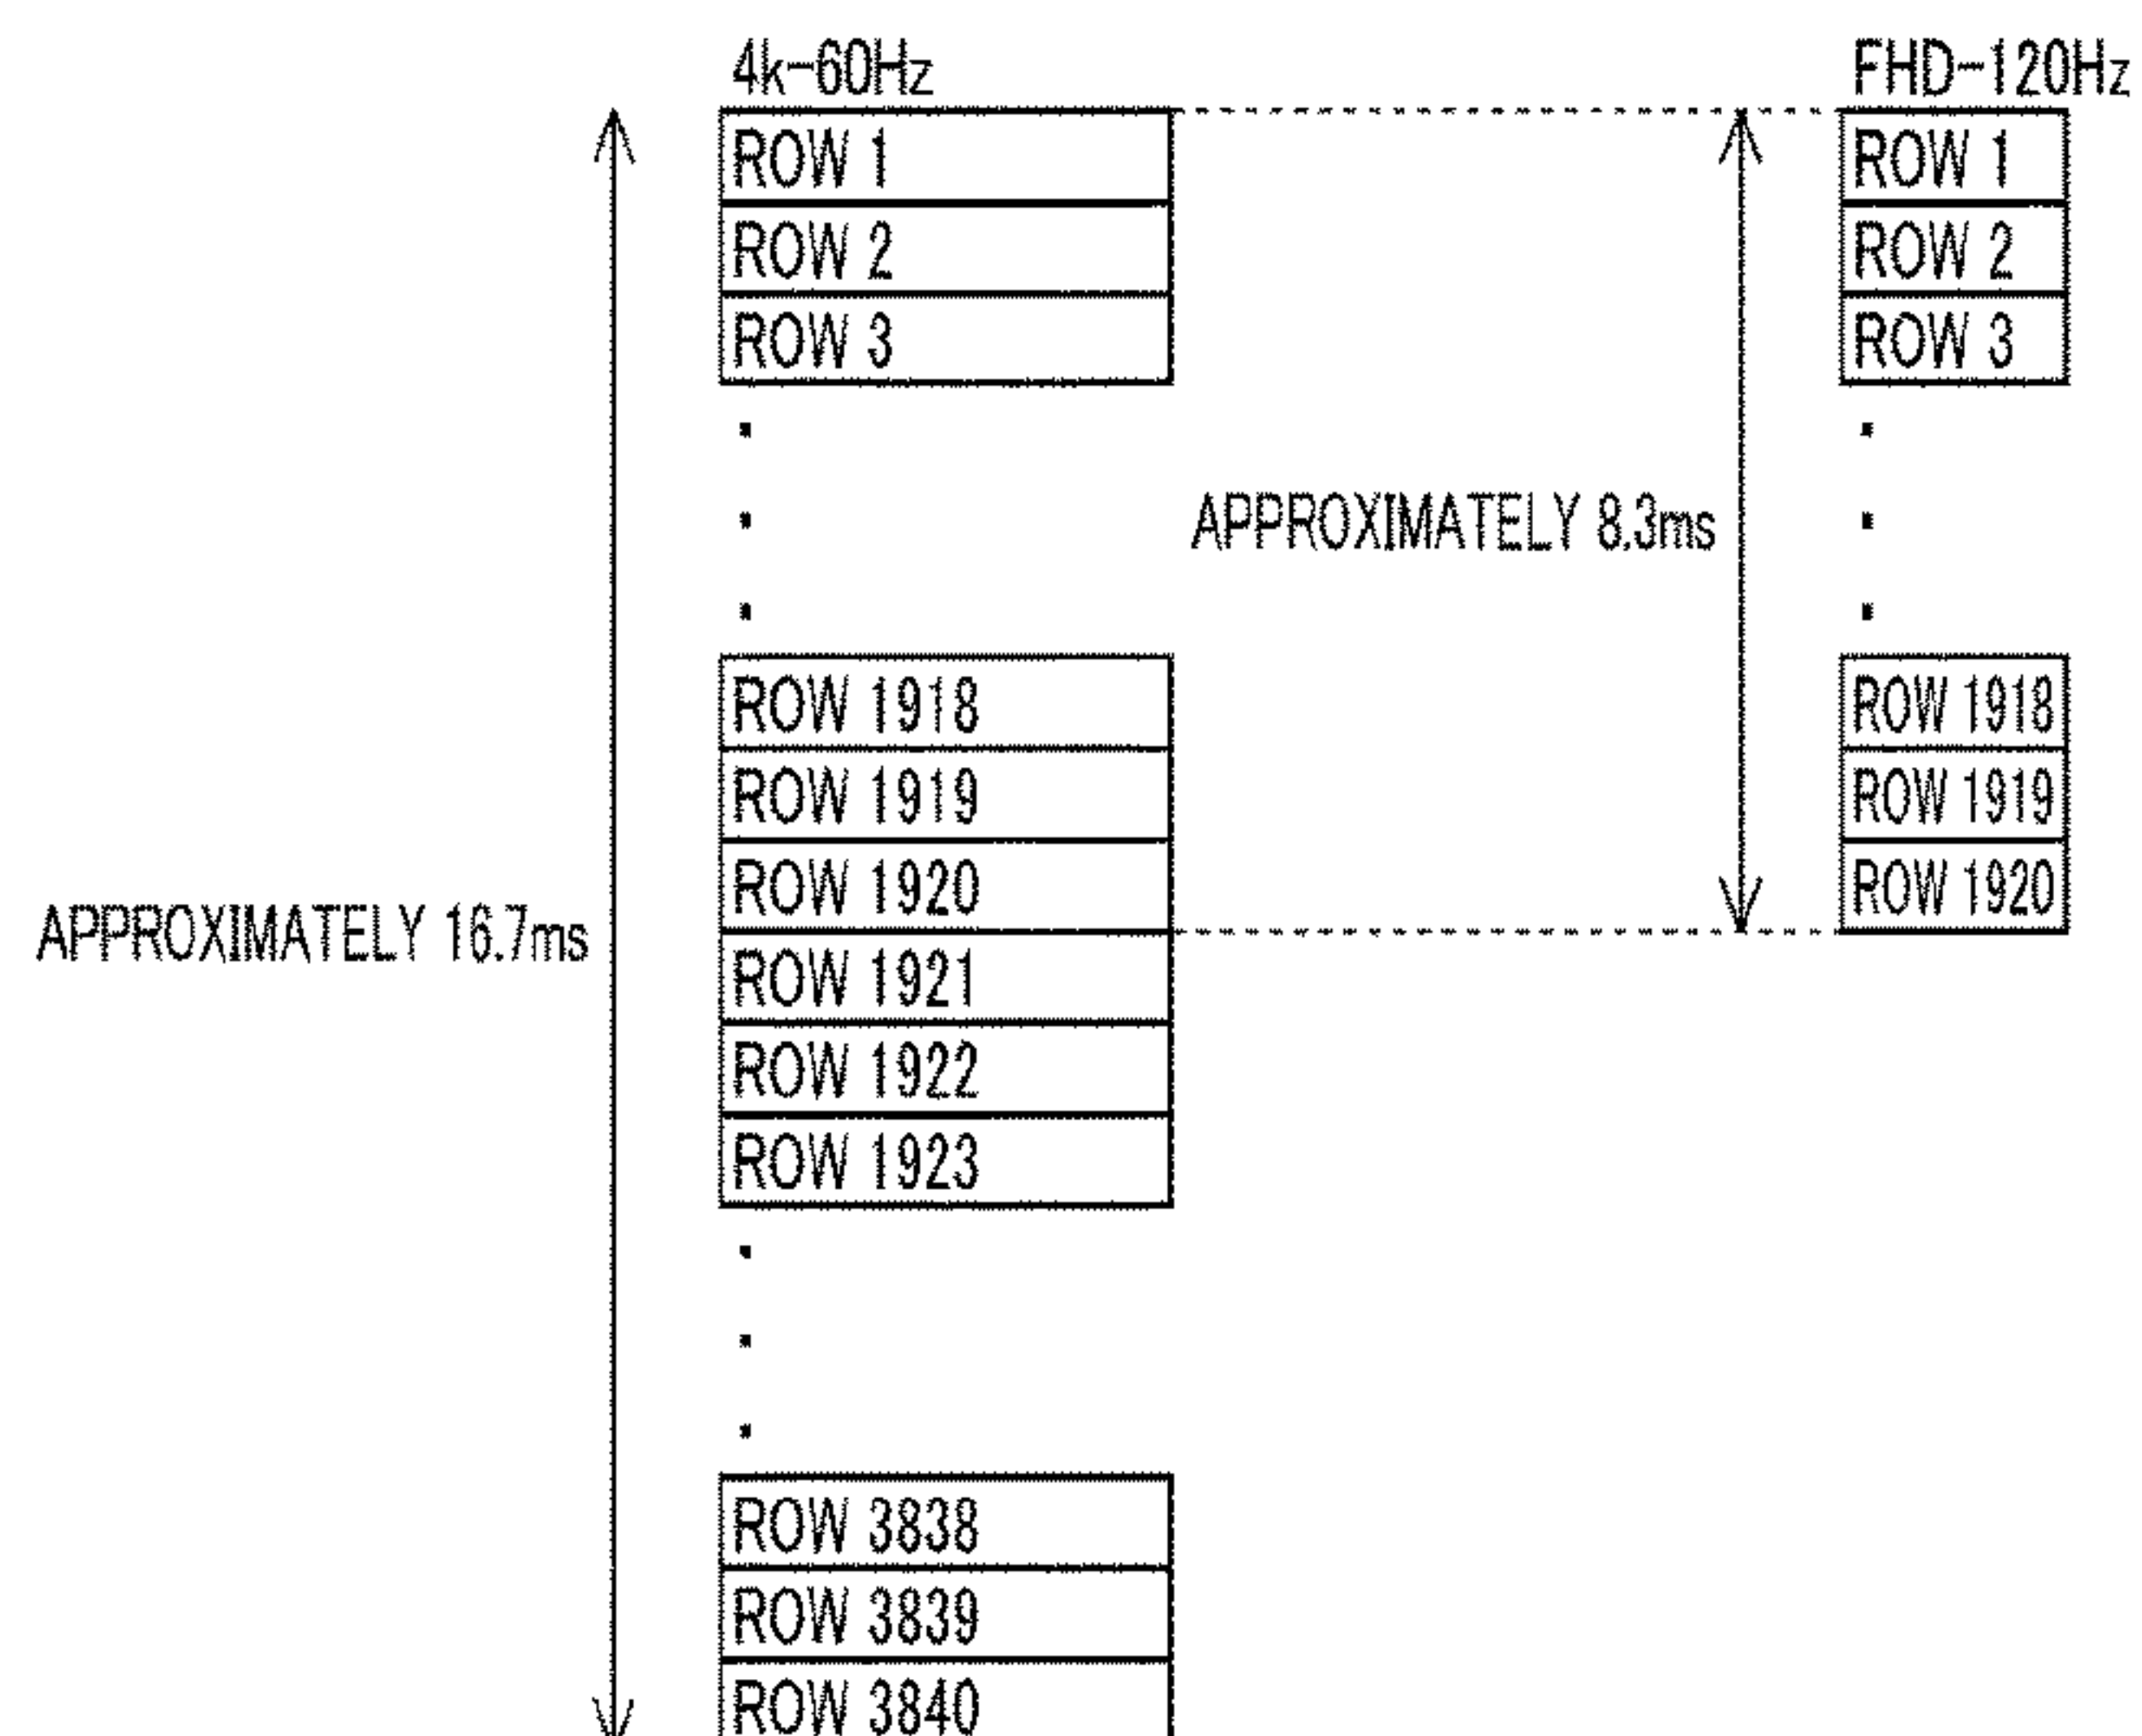 4k-60Hz
ROW 1
ROW 2
ROW 3
ROW 1918
ROW 1919
ROW 1920
ROW 1921
ROW 1922
ROW 1923
ROW 3838
ROW 3839
ROW 3840
APPROXIMATELY 16.7ms
APPROXIMATELY 8.3ms
FHD-120Hz
ROW 1
ROW 2
ROW 3
ROW 1918
ROW 1919
ROW 1920